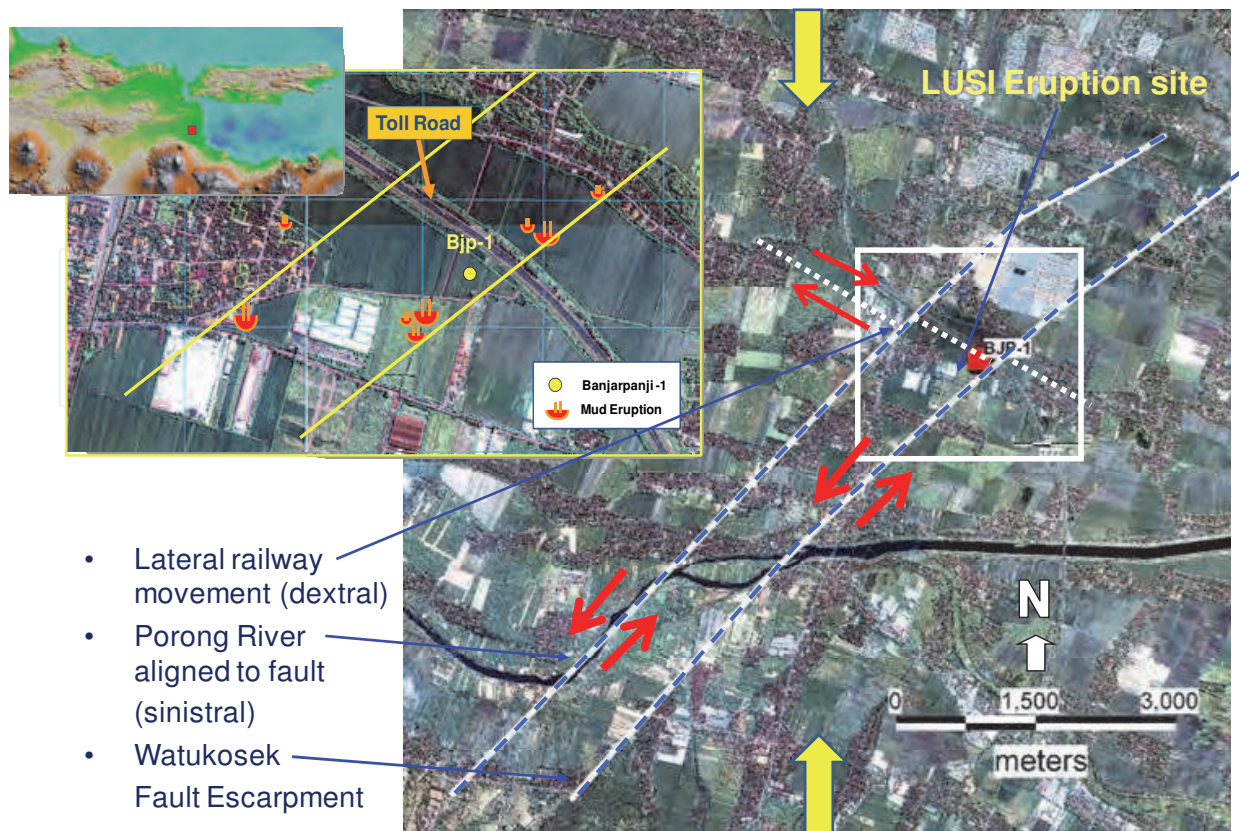 LUSI Eruption site
Toll Road
Bjp-1
Banjarpanji-1
Mud Eruption
BJP-1
• Lateral railway
movement (dextral)
• Porong River
aligned to fault
(sinistral)
• Watukosek
Fault Escarpment
N
0 1.500 3.000
meters